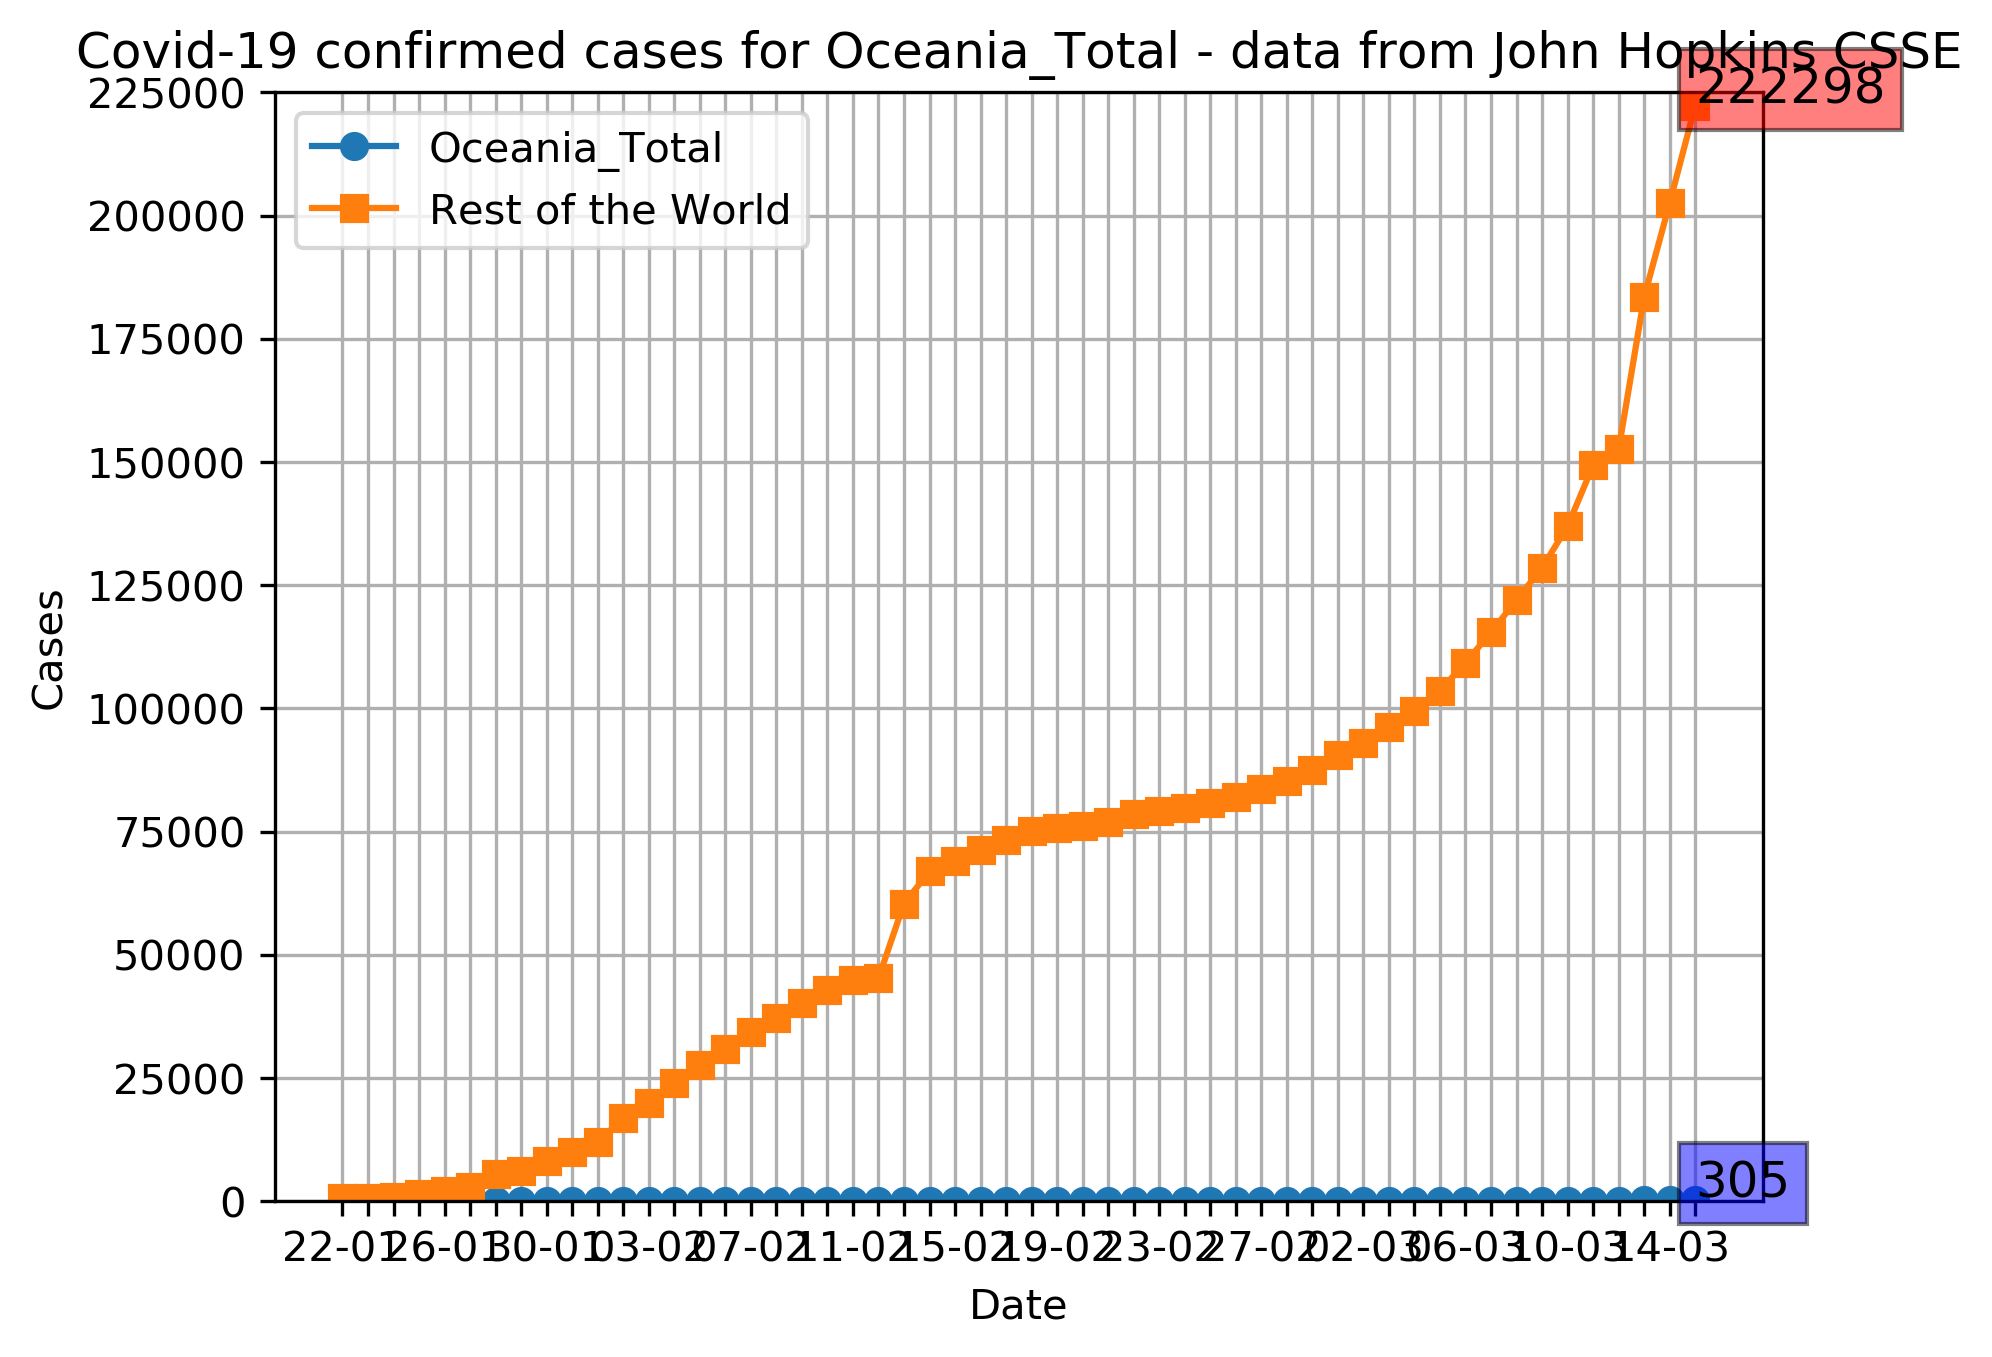 Covid-19 confirmed cases for Oceania_Total - data from John Hopkins CSSE
222298
225000
Oceania_Total
Rest of the World
200000
175000
150000
125000
100000
75000
50000
25000
0
305
Cases
22-01 26-01 30-01 03-02 07-02 11-02 15-02 19-02 23-02 27-02 02-03 06-03 10-03 14-03
Date